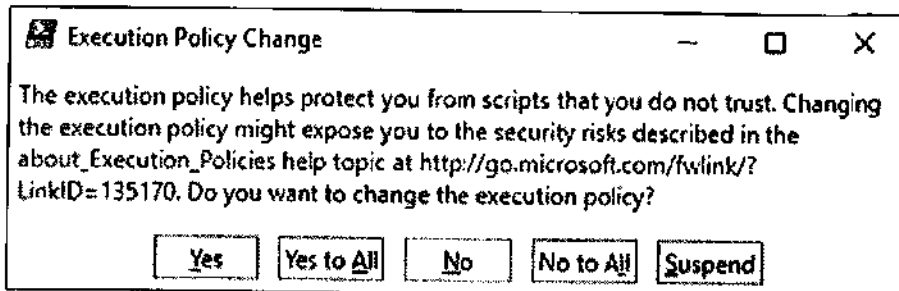 Execution Policy Change
The execution policy helps protect you from scripts that you do not trust. Changing
the execution policy might expose you to the security risks described in the
about_Execution_Policies help topic at http://go.microsoft.com/fwlink/?
LinkID=135170. Do you want to change the execution policy?
Yes Yes to All No No to All Suspend